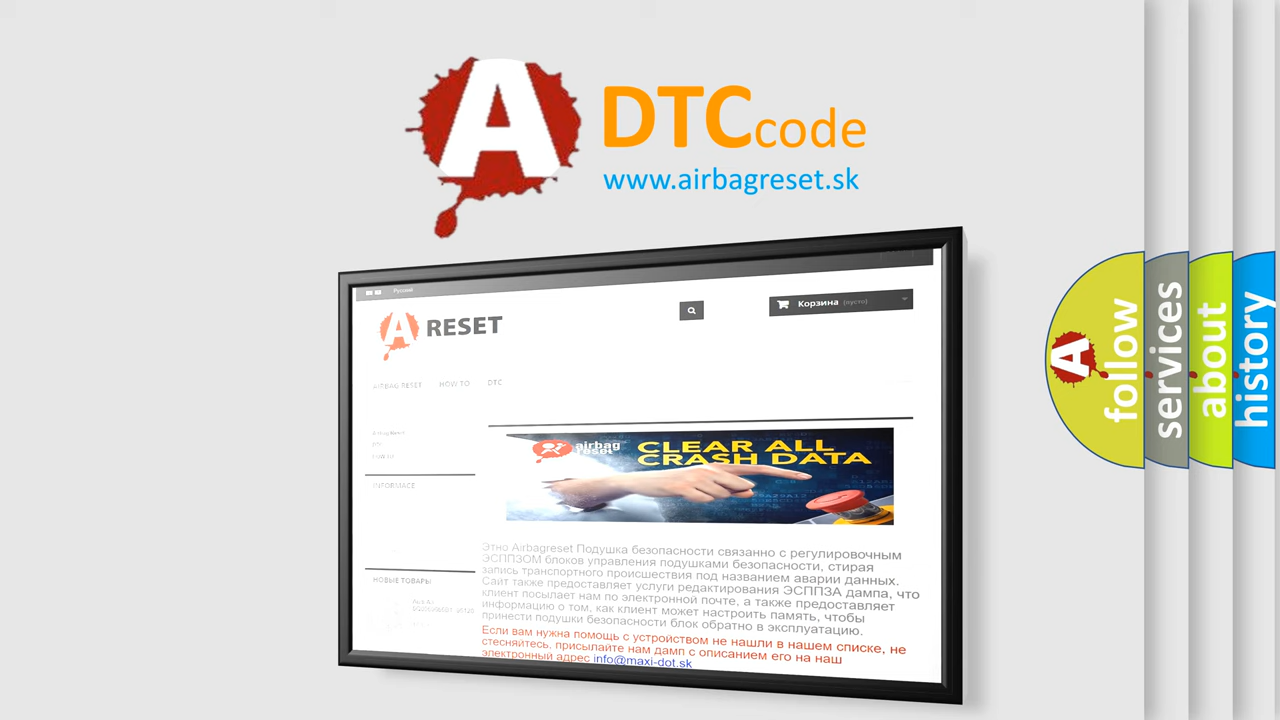 A DTC code
www.airbagreset.sk
Русский
A RESET
Корзина (пусто)
AIRBAG RESET HOW TO DTC
Airbag Reset
INFORMACE
airbag
reset
CLEAR ALL
CRASH DATA
Этно Airbagreset Подушка безопасности связанно с регулировочным
ЭСППЗОМ блоков управления подушками безопасности, стирая
запись транспортного происшествия под названием аварии данных.
Сайт также предоставляет услуги редактирования ЭСППЗА дампа, что
клиент посылает нам по электронной почте, а также предоставляет
информацию о том, как клиент может настроить память, чтобы
принести подушки безопасности блок обратно в эксплуатацию.
Если вам нужна помощь с устройством не нашли в нашем списке, не
стесняйтесь, присылайте нам дамп с описанием его на наш
электронный адрес info@maxi-dot.sk
НОВЫЕ ТОВАРЫ
A
follow
services
about
history